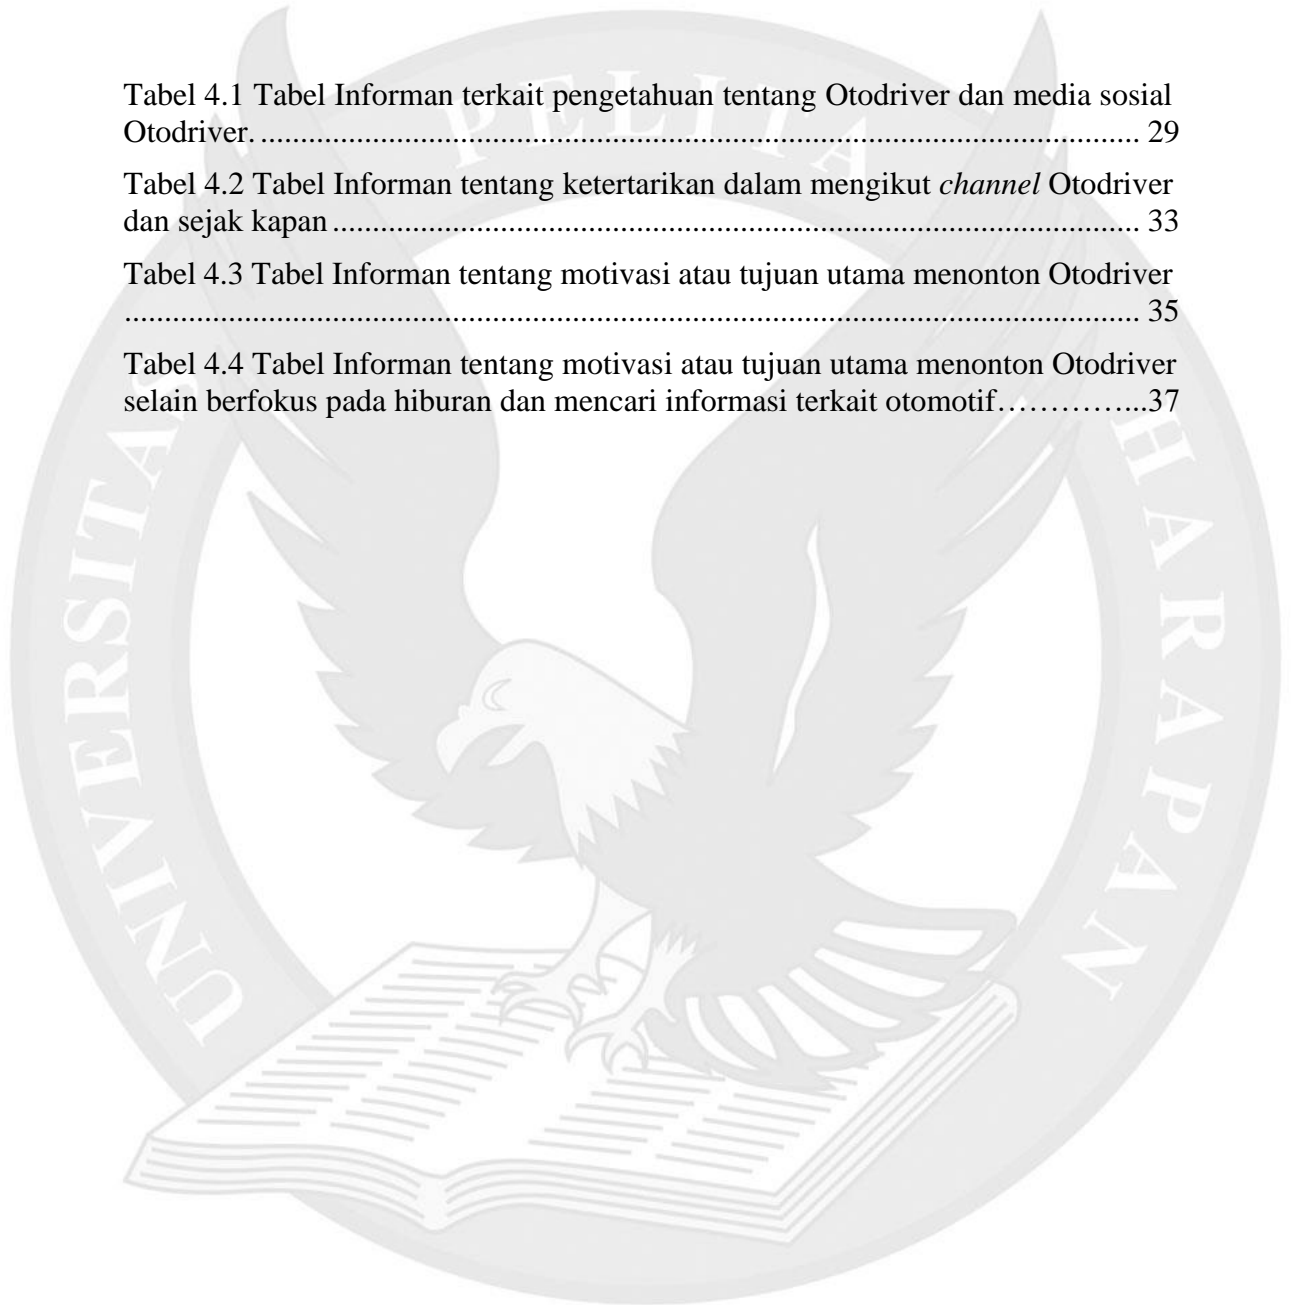 Tabel 4.1 Tabel Informan terkait pengetahuan tentang Otodriver dan media sosial
Otodriver. ........................................................................................................ 29
Tabel 4.2 Tabel Informan tentang ketertarikan dalam mengikut channel Otodriver
dan sejak kapan ................................................................................................ 33
Tabel 4.3 Tabel Informan tentang motivasi atau tujuan utama menonton Otodriver
........................................................................................................................ 35
Tabel 4.4 Tabel Informan tentang motivasi atau tujuan utama menonton Otodriver
selain berfokus pada hiburan dan mencari informasi terkait otomotif…………...37
UNIVERSITAS PELITA HARAPAN